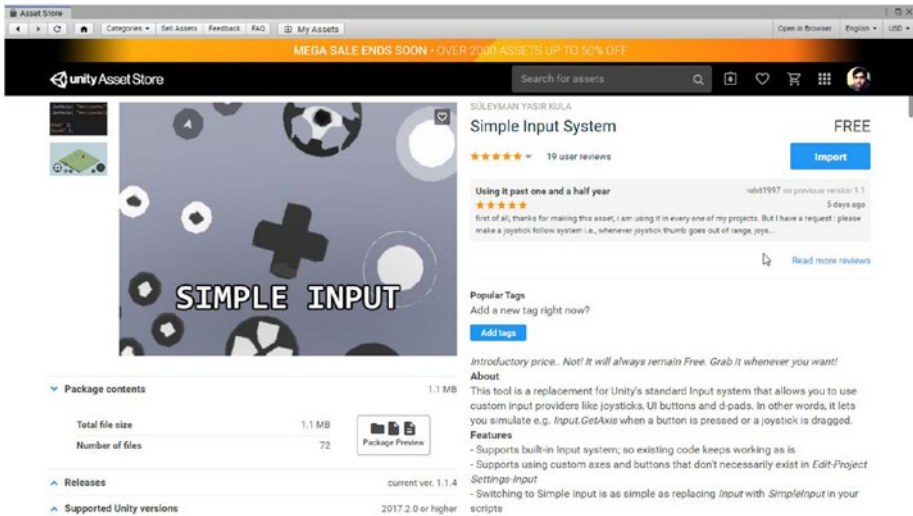 Asset Store
Categories Sell Assets Feedback FAQ My Assets
Open in Browser English USD
MEGA SALE ENDS SOON • OVER 2000 ASSETS UP TO 50% OFF
unity Asset Store
Search for assets
SÜLEYMAN YASIR KULA
Simple Input System
FREE
19 user reviews
Import
Using it past one and a half year
rohit1997 on previous version 1.1
5 days ago
first of all, thanks for making this asset, i am using it in every one of my projects. But I have a request : please
make a joystick follow system i.e., whenever joystick thumb goes out of range, joys...
Read more reviews
A
SIMPLE INPUT
Popular Tags
Add a new tag right now?
Add tags
Introductory price.. Not! It will always remain Free. Grab it whenever you want!
About
This tool is a replacement for Unity's standard Input system that allows you to use
custom input providers like joysticks, UI buttons and d-pads. In other words, it lets
you simulate e.g. Input.GetAxis when a button is pressed or a joystick is dragged.
Features
- Supports built-in Input system; so existing code keeps working as is
- Supports using custom axes and buttons that don't necessarily exist in Edit-Project
Settings-Input
- Switching to Simple Input is as simple as replacing Input with SimpleInput in your
scripts
Package contents
1.1 MB
Total file size
1.1 MB
Number of files
72
Package Preview
Releases
current ver. 1.1.4
Supported Unity versions
2017.2.0 or higher